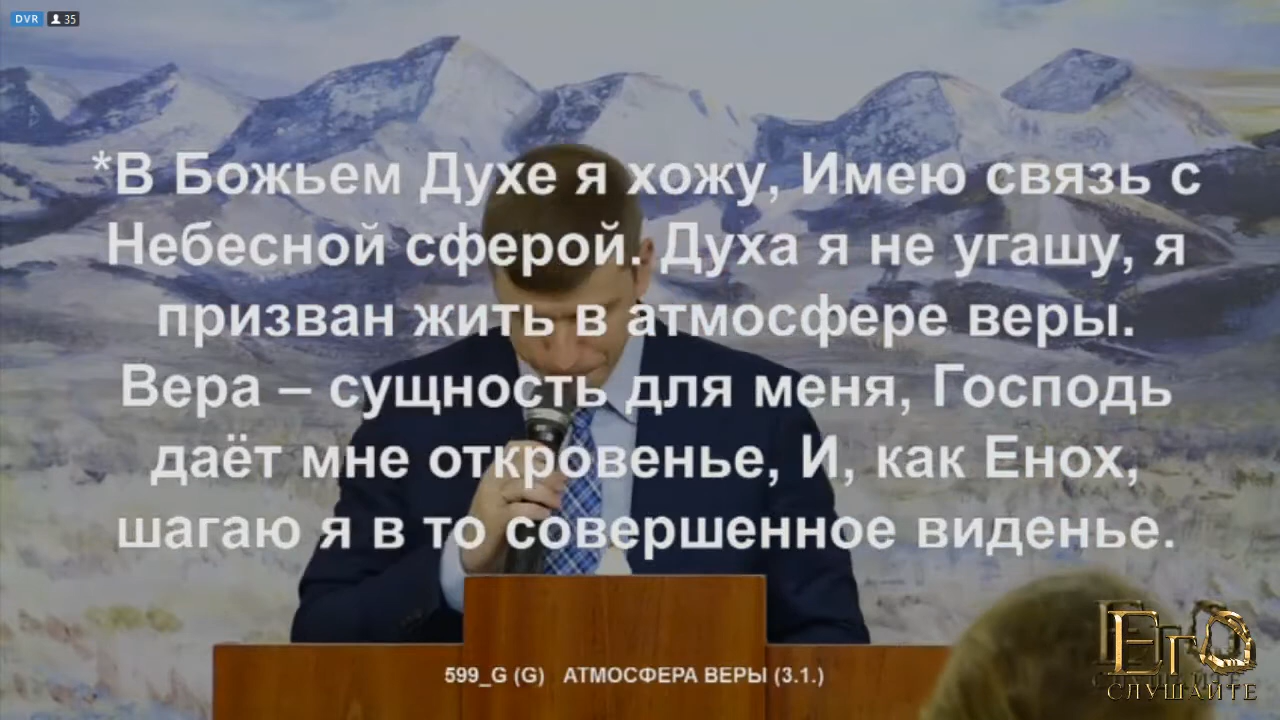 DVR 35
*В Божьем Духе я хожу, Имею связь с
Небесной сферой. Духа я не угашу, я
призван жить в атмосфере веры.
Вера – сущность для меня, Господь
даёт мне откровенье, И, как Енох,
шагаю я в то совершенное виденье.
599_G (G) АТМОСФЕРА ВЕРЫ (3.1.)
ЕГО
СЛУШАЙТЕ